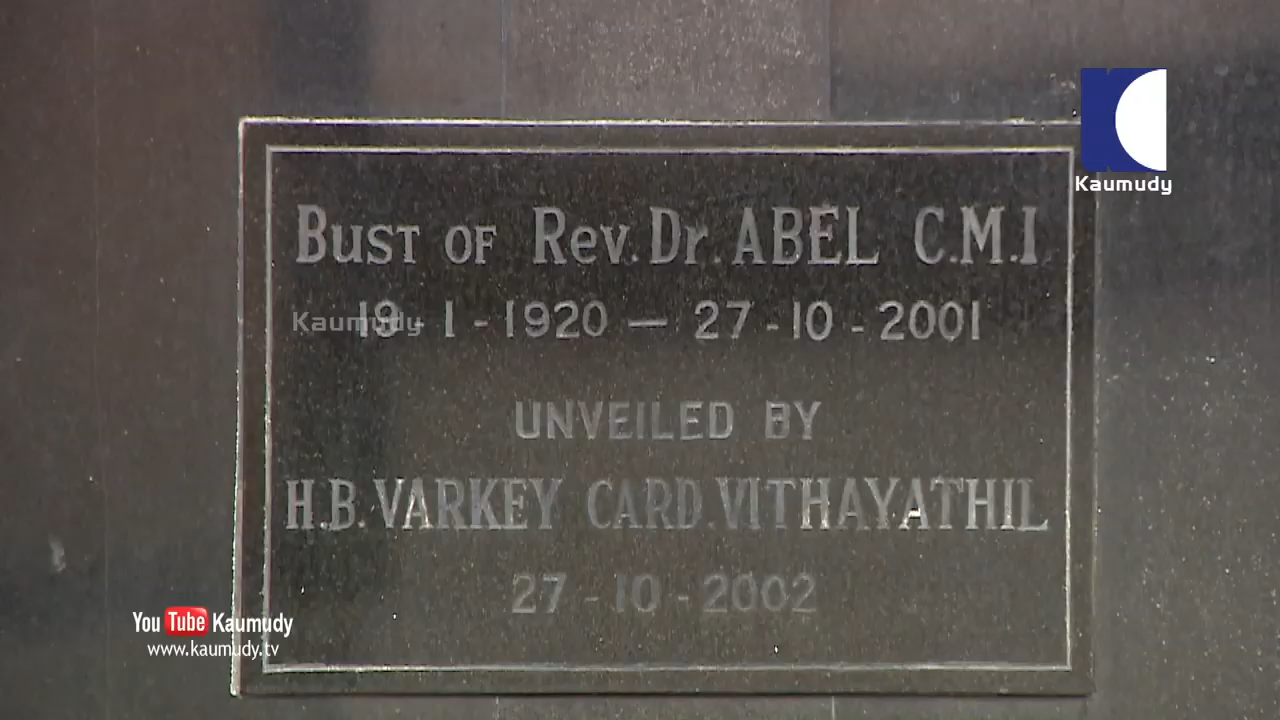 Kaumudy
BUST OF Rev. Dr. ABEL C.M.I
19 - 1 - 1920 — 27 - 10 - 2001
Kaumudy
UNVEILED BY
H.B. VARKEY CARD. VITHAYATHIL
27 - 10 - 2002
You Tube Kaumudy
www.kaumudy.tv